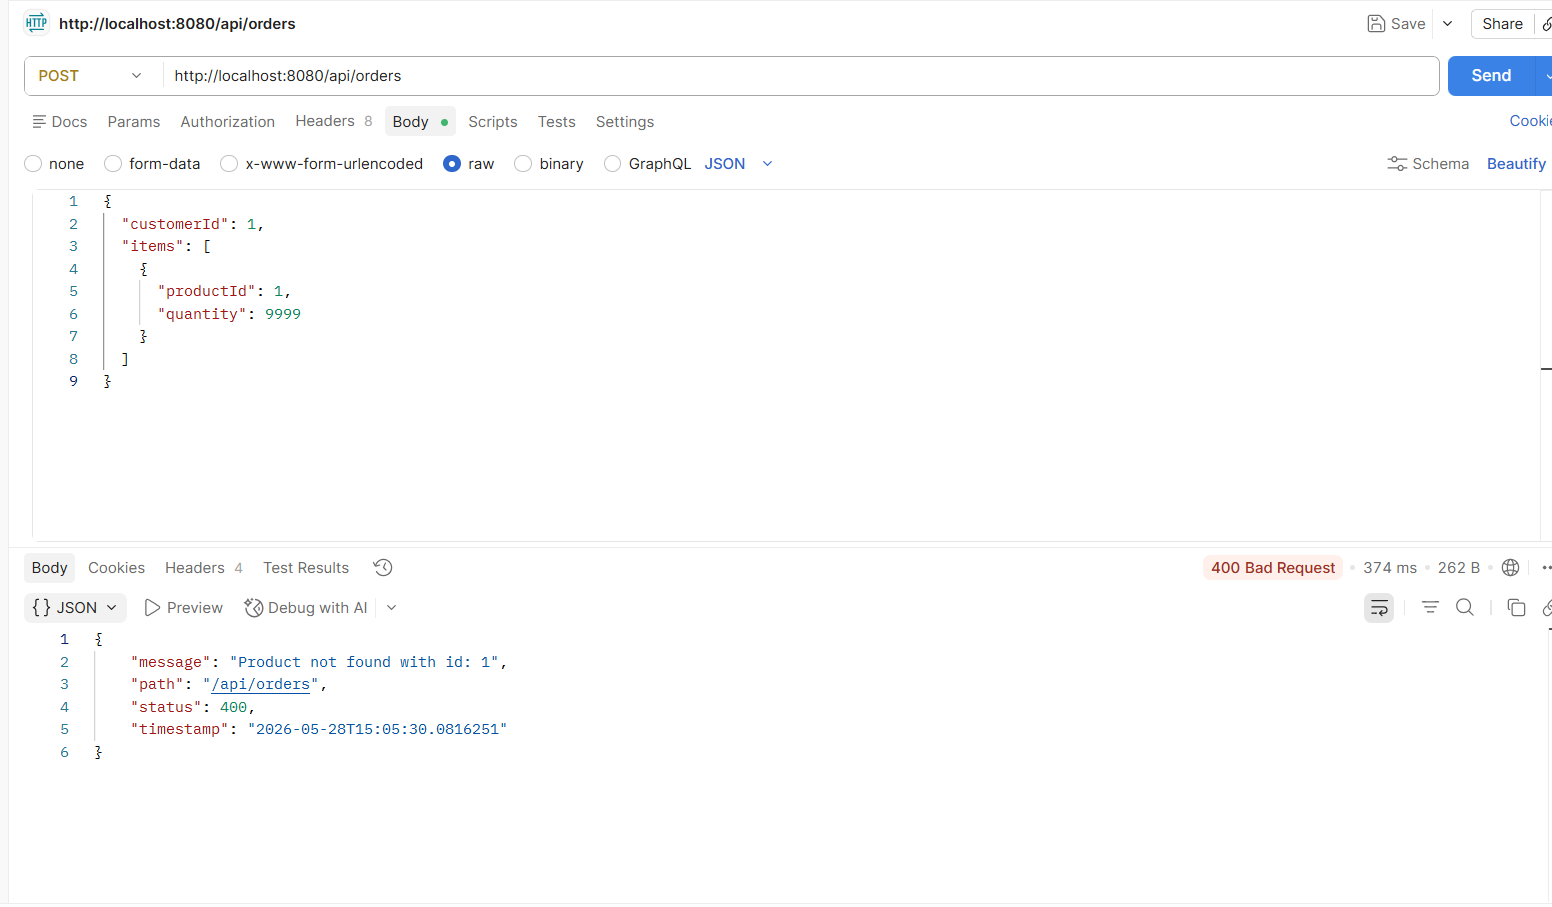 HTTP http://localhost:8080/api/orders Save Share
POST http://localhost:8080/api/orders Send
Docs Params Authorization Headers 8 Body Scripts Tests Settings Cookie
none form-data x-www-form-urlencoded raw binary GraphQL JSON Schema Beautify
1 {
2 "customerId": 1,
3 "items": [
4 {
5 "productId": 1,
6 "quantity": 9999
7 }
8 ]
9 }
Body Cookies Headers 4 Test Results 400 Bad Request • 374 ms • 262 B •
{} JSON Preview Debug with AI
1 {
2 "message": "Product not found with id: 1",
3 "path": "/api/orders",
4 "status": 400,
5 "timestamp": "2026-05-28T15:05:30.0816251"
6 }